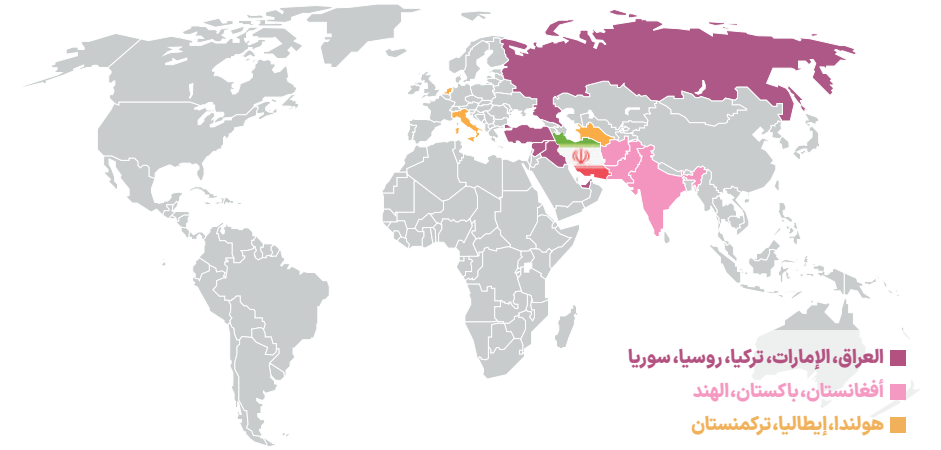 العراق، الإمارات، تركيا، روسيا، سوريا
أفغانستان، باكستان، الهند
هولندا، إيطاليا، تركمنستان